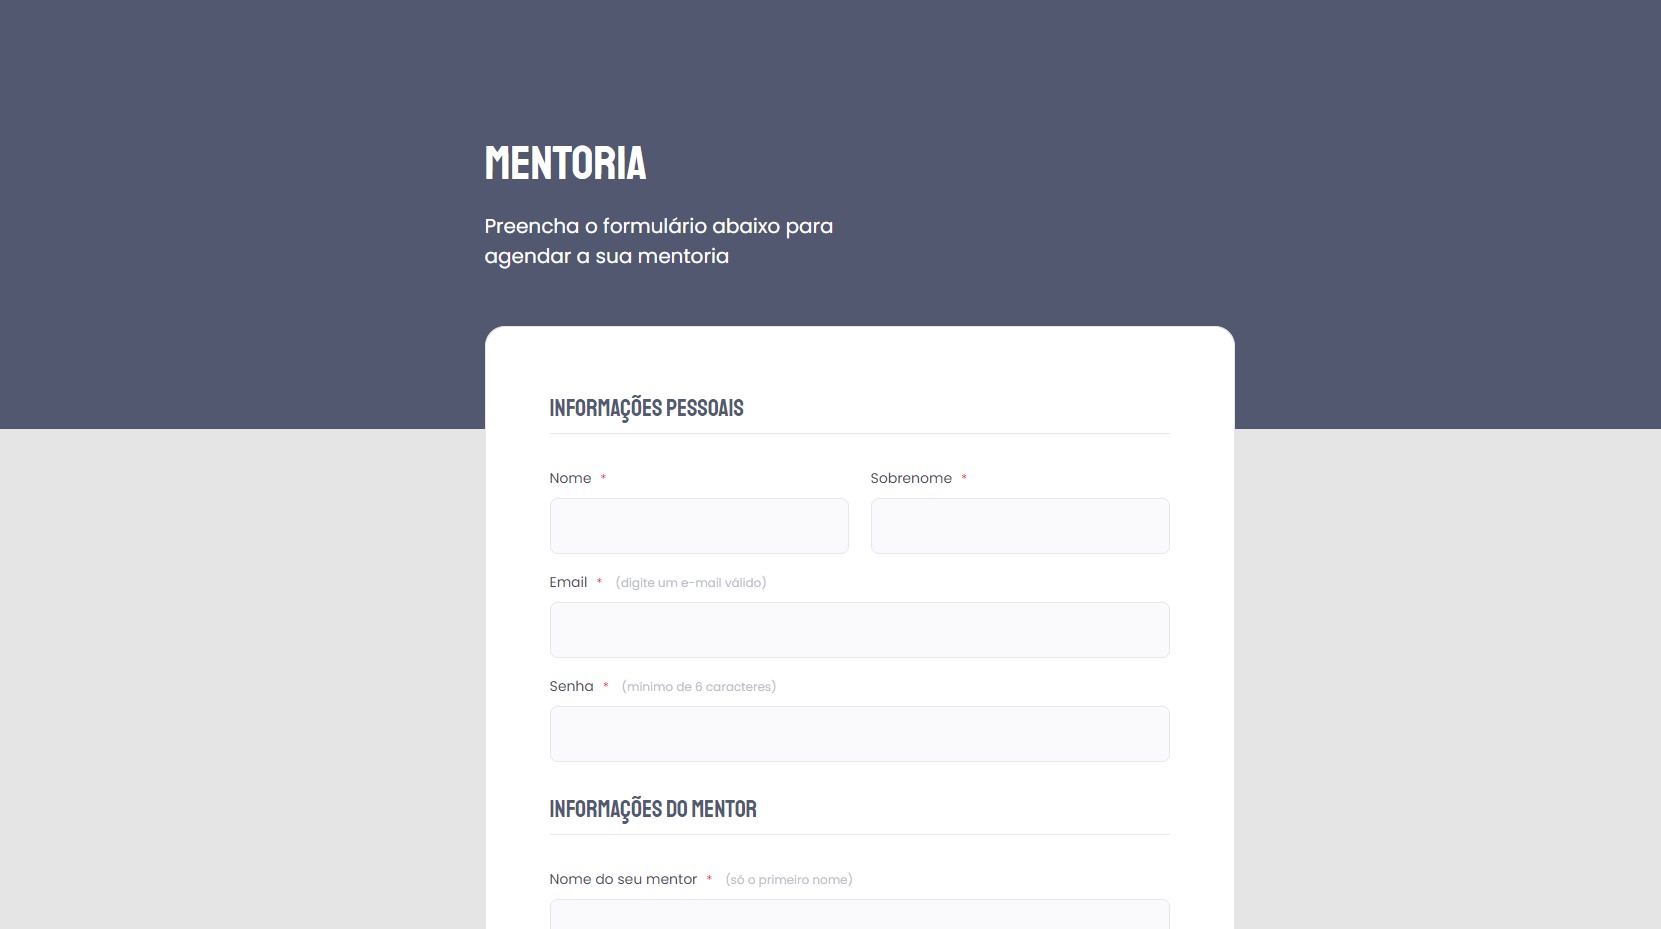 MENTORIA
Preencha o formulário abaixo para
agendar a sua mentoria
INFORMAÇÕES PESSOAIS
Nome *
Sobrenome *
Email * (digite um e-mail válido)
Senha * (mínimo de 6 caracteres)
INFORMAÇÕES DO MENTOR
Nome do seu mentor * (só o primeiro nome)